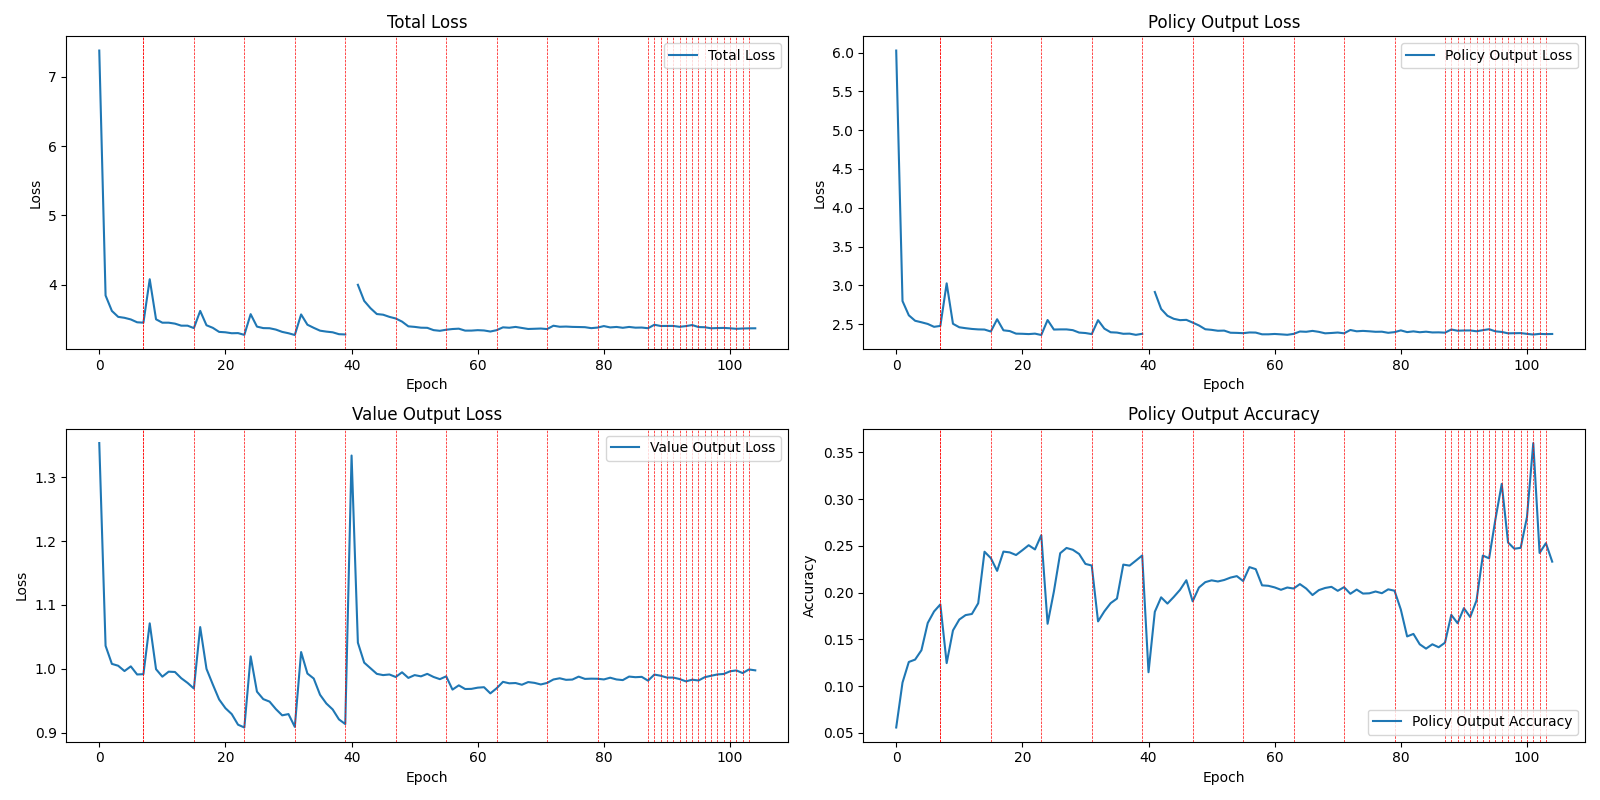 Total Loss
Total Loss
7
6
5
4
Loss
0 20 40 60 80 100
Epoch
Policy Output Loss
Policy Output Loss
6.0
5.5
5.0
4.5
4.0
3.5
3.0
2.5
Loss
0 20 40 60 80 100
Epoch
Value Output Loss
Value Output Loss
1.3
1.2
1.1
1.0
0.9
Loss
0 20 40 60 80 100
Epoch
Policy Output Accuracy
0.35
0.30
0.25
0.20
0.15
0.10
0.05
Accuracy
Policy Output Accuracy
0 20 40 60 80 100
Epoch